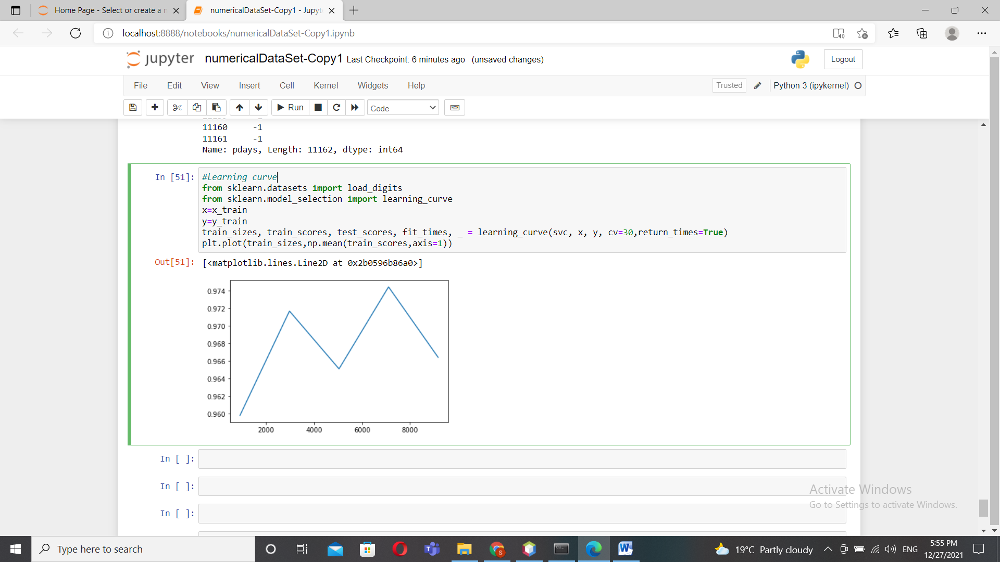 Home Page - Select or create a n
numericalDataSet-Copy1 - Jupyte
localhost:8888/notebooks/numericalDataSet-Copy1.ipynb
jupyter numericalDataSet-Copy1 Last Checkpoint: 6 minutes ago (unsaved changes)
Logout
File Edit View Insert Cell Kernel Widgets Help
Trusted
Python 3 (ipykernel)
Run
Code
11160 -1
11161 -1
Name: pdays, Length: 11162, dtype: int64
In [51]: #learning curve
from sklearn.datasets import load_digits
from sklearn.model_selection import learning_curve
x=x_train
y=y_train
train_sizes, train_scores, test_scores, fit_times, _ = learning_curve(svc, x, y, cv=30,return_times=True)
plt.plot(train_sizes,np.mean(train_scores,axis=1))
Out[51]: [<matplotlib.lines.Line2D at 0x2b0596b86a0>]
0.974
0.972
0.970
0.968
0.966
0.964
0.962
0.960
2000 4000 6000 8000
In [ ]:
In [ ]:
In [ ]:
Activate Windows
Go to Settings to activate Windows.
Type here to search
19°C Partly cloudy
ENG
5:55 PM
12/27/2021